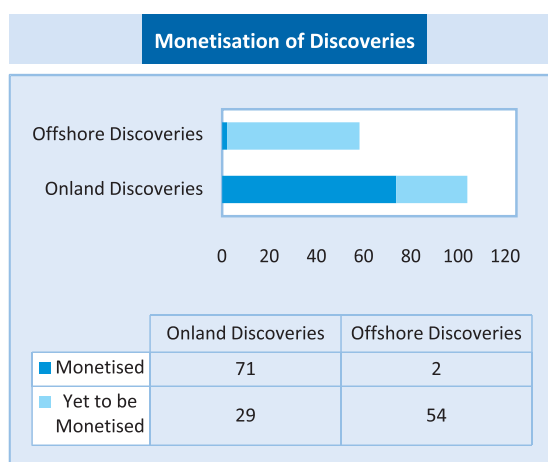 Monetisation of Discoveries
Offshore Discoveries
Onland Discoveries
0 20 40 60 80 100 120
Onland Discoveries Offshore Discoveries
Monetised 71 2
Yet to be
Monetised 29 54